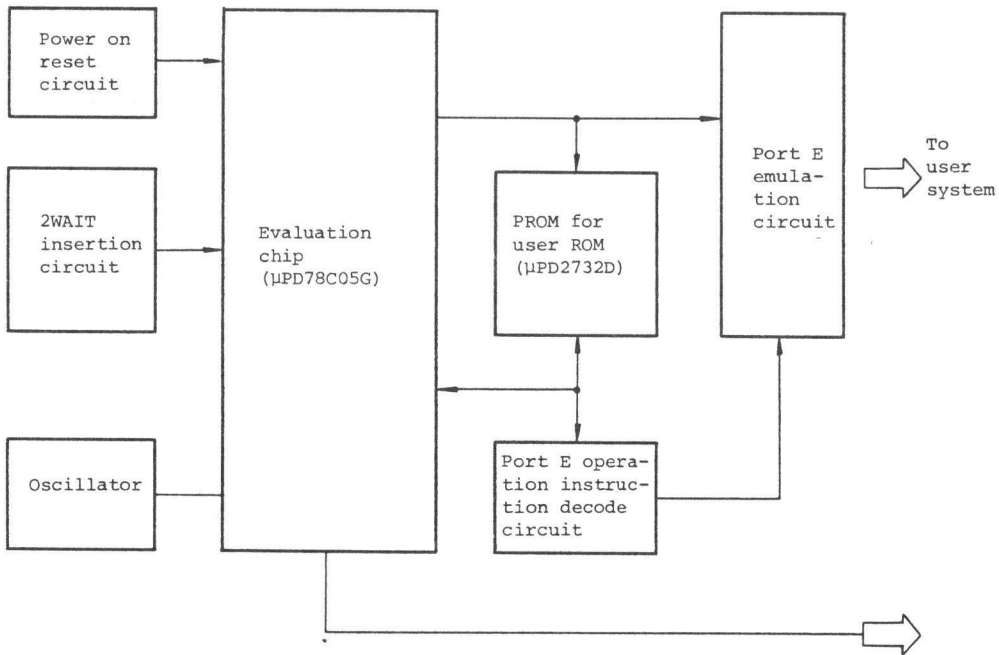 Power on
reset
circuit
2WAIT
insertion
circuit
Oscillator
Evaluation
chip
(µPD78C05G)
PROM for
user ROM
(µPD2732D)
Port E opera-
tion instruc-
tion decode
circuit
Port E
emula-
tion
circuit
To
user
system